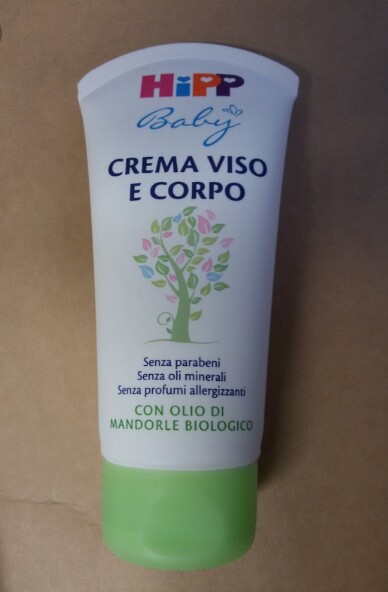 HiPP
Baby
CREMA VISO
E CORPO
Senza parabeni
Senza oli minerali
Senza profumi allergizzanti
CON OLIO DI
MANDORLE BIOLOGICO